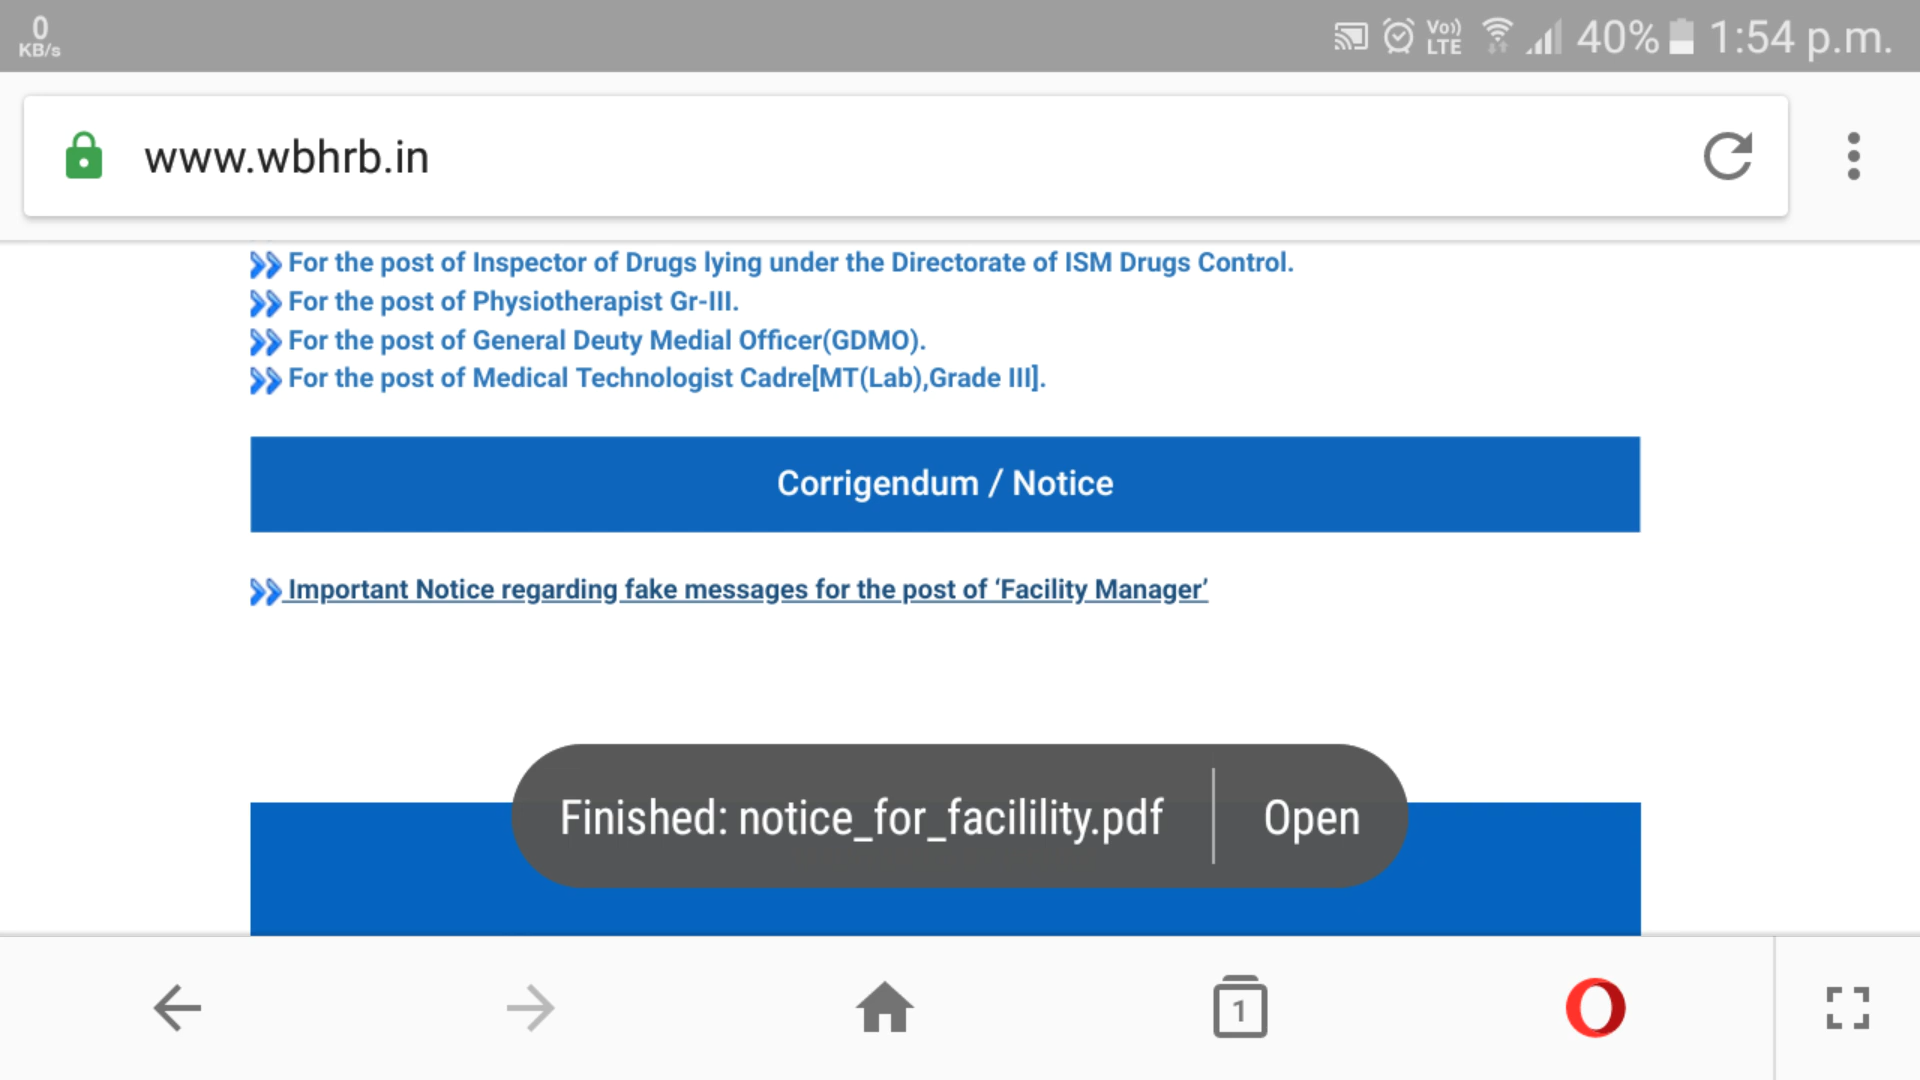 0
KB/s
Vo))
LTE
40%
1:54 p.m.
www.wbhrb.in
For the post of Inspector of Drugs lying under the Directorate of ISM Drugs Control.
For the post of Physiotherapist Gr-III.
For the post of General Deuty Medial Officer(GDMO).
For the post of Medical Technologist Cadre[MT(Lab),Grade III].
Corrigendum / Notice
Important Notice regarding fake messages for the post of ‘Facility Manager’
Finished: notice_for_facilility.pdf
Open
1